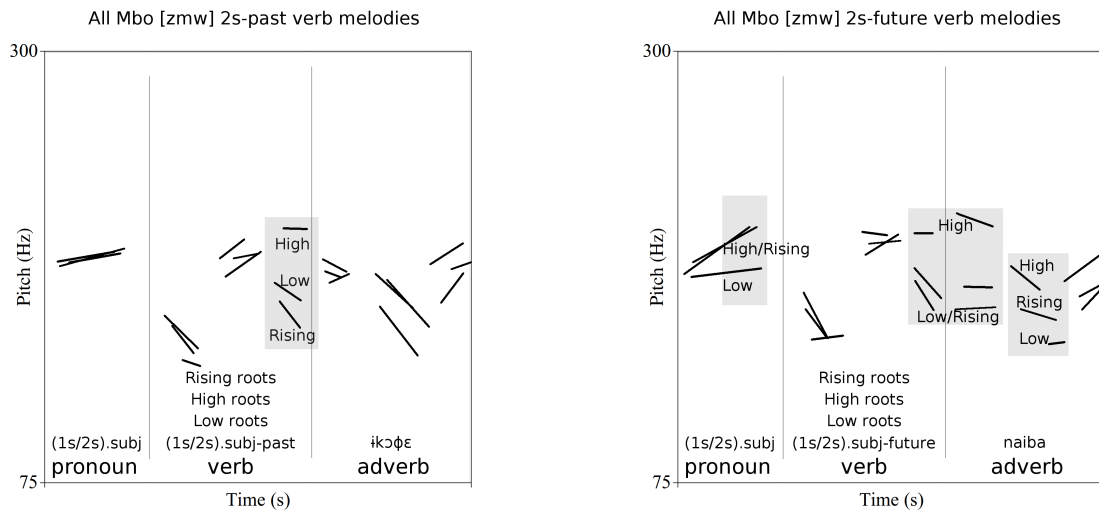 All Mbo [zmw] 2s-past verb melodies
300
Pitch (Hz)
High
Low
Rising
Rising roots
High roots
Low roots
(1s/2s).subj
(1s/2s).subj-past
ɨkɔɸɛ
pronoun
verb
adverb
75
Time (s)
All Mbo [zmw] 2s-future verb melodies
300
Pitch (Hz)
High/Rising
Low
High
Low/Rising
High
Rising
Low
Rising roots
High roots
Low roots
(1s/2s).subj
(1s/2s).subj-future
naiba
pronoun
verb
adverb
75
Time (s)